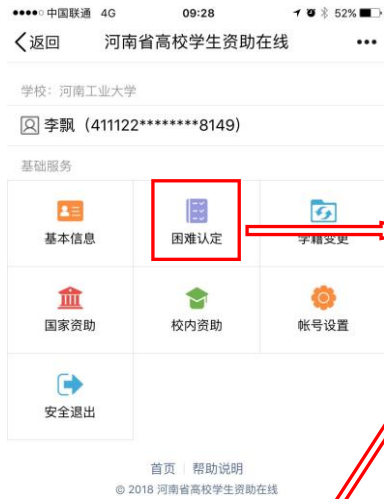 中国联通 4G 09:28 52%
返回 河南省高校学生资助在线
学校：河南工业大学
李飘（411122********8149）
基础服务
基本信息 困难认定 学籍变更
国家资助 校内资助 帐号设置
安全退出
首页 | 帮助说明
© 2018 河南省高校学生资助在线